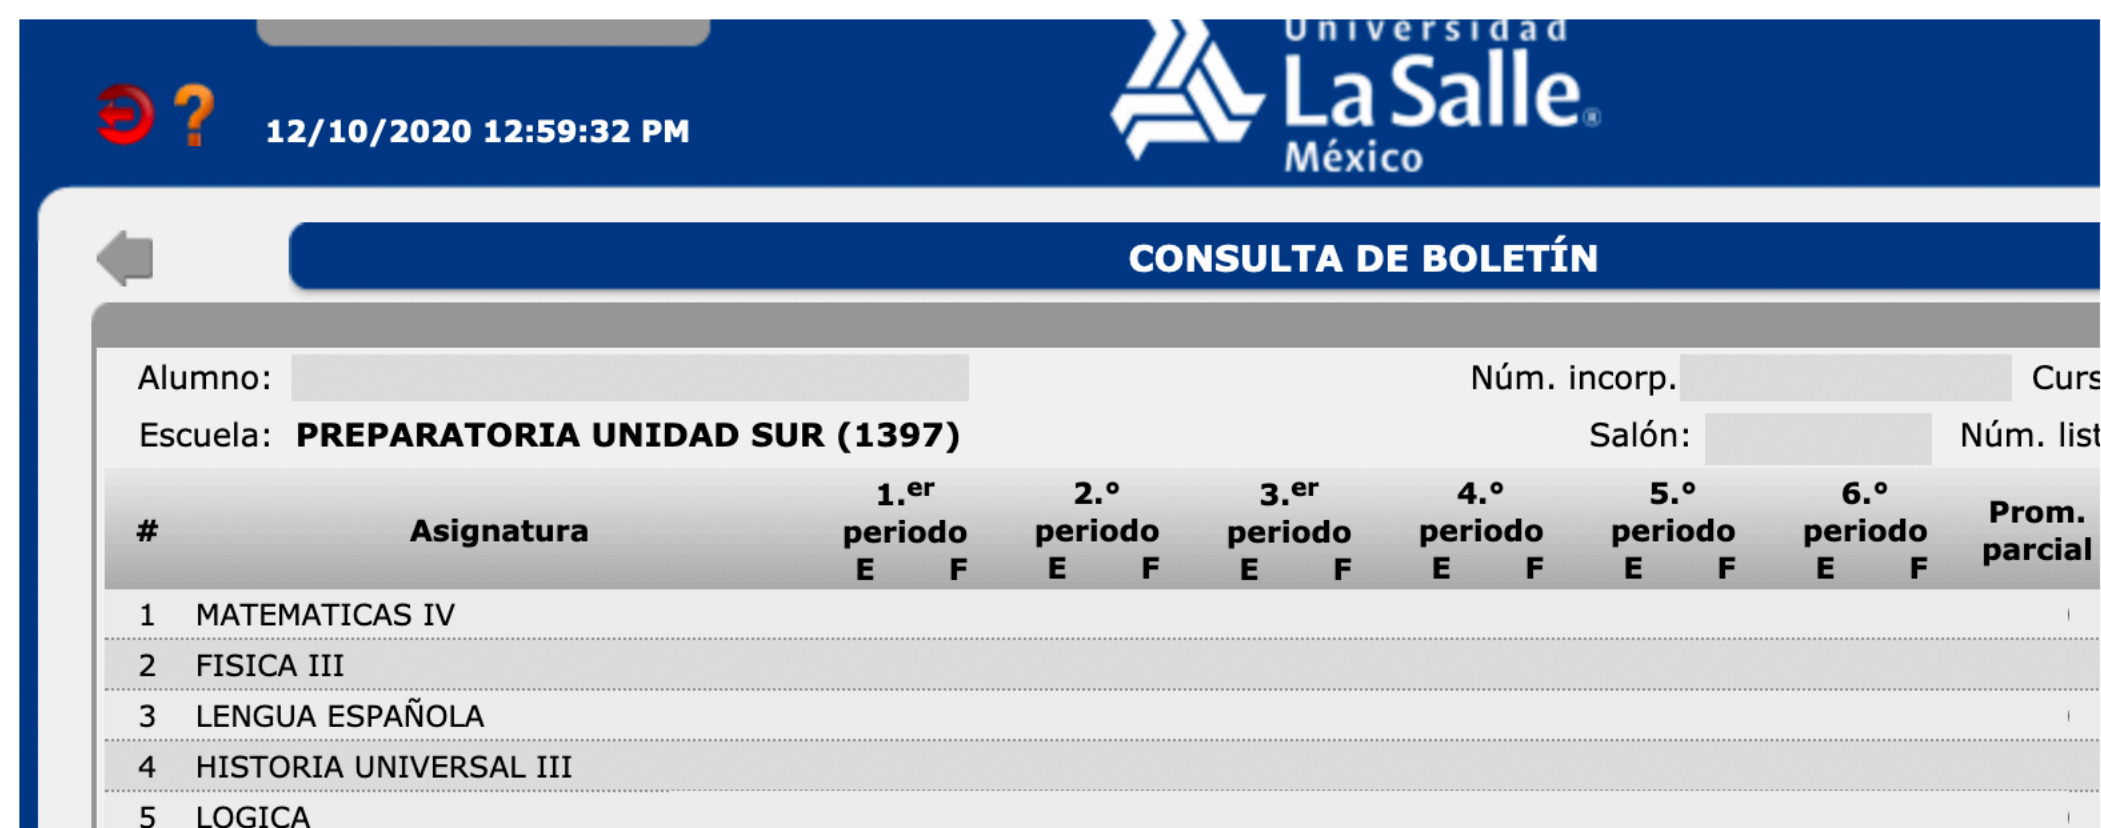 Universidad
La Salle®
México
12/10/2020 12:59:32 PM
CONSULTA DE BOLETÍN
Alumno: Núm. incorp. Curs
Escuela: PREPARATORIA UNIDAD SUR (1397) Salón: Núm. list
# Asignatura 1.er periodo E F 2.º periodo E F 3.er periodo E F 4.º periodo E F 5.º periodo E F 6.º periodo E F Prom. parcial
1 MATEMATICAS IV
2 FISICA III
3 LENGUA ESPAÑOLA
4 HISTORIA UNIVERSAL III
5 LOGICA